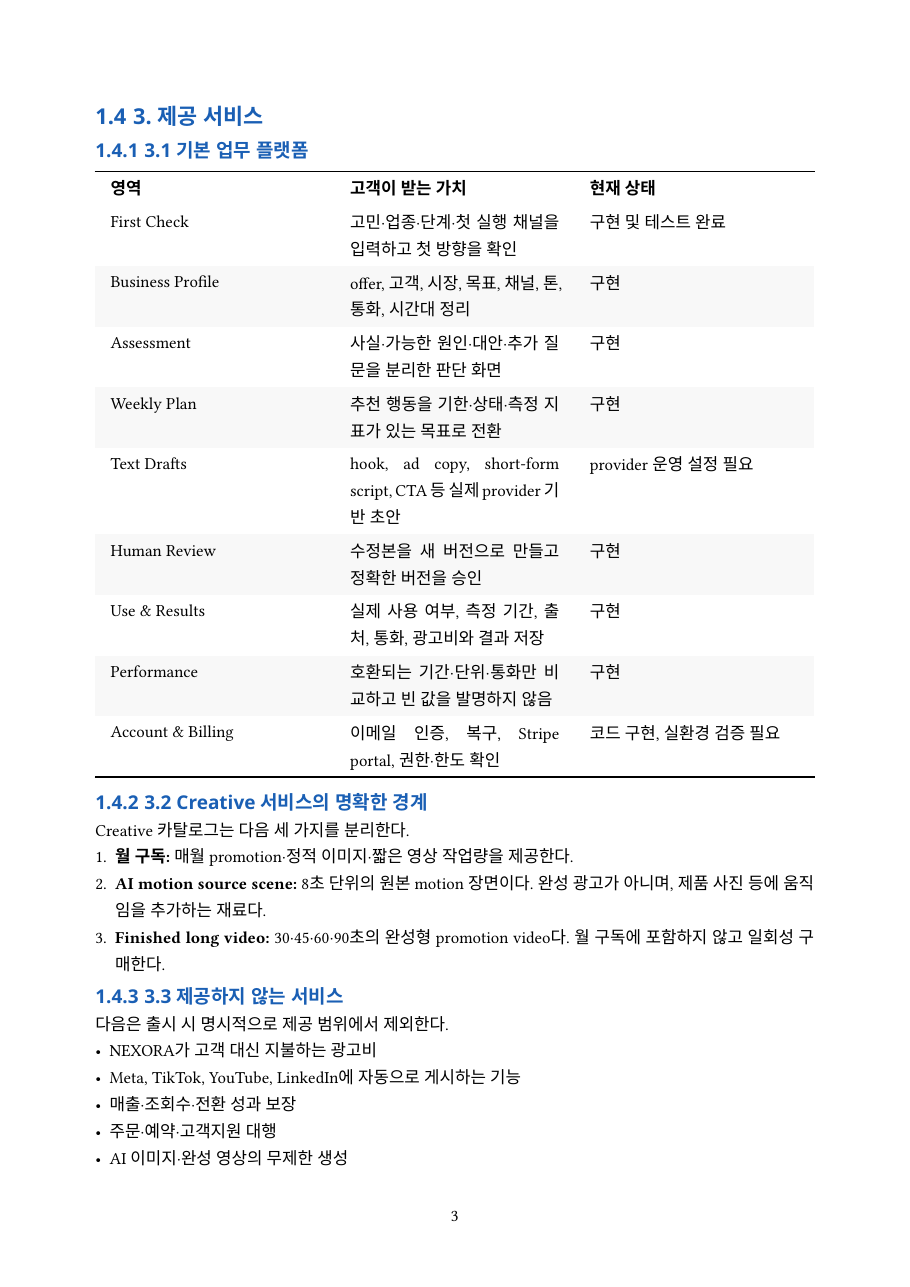 1.4 3. 제공 서비스
1.4.1 3.1 기본 업무 플랫폼
영역 고객이 받는 가치 현재 상태
First Check 고민·업종·단계·첫 실행 채널을 구현 및 테스트 완료
입력하고 첫 방향을 확인
Business Profile offer, 고객, 시장, 목표, 채널, 톤, 구현
통화, 시간대 정리
Assessment 사실·가능한 원인·대안·추가 질 구현
문을 분리한 판단 화면
Weekly Plan 추천 행동을 기한·상태·측정 지 구현
표가 있는 목표로 전환
Text Drafts hook, ad copy, short-form provider 운영 설정 필요
script, CTA 등 실제 provider 기
반 초안
Human Review 수정본을 새 버전으로 만들고 구현
정확한 버전을 승인
Use & Results 실제 사용 여부, 측정 기간, 출 구현
처, 통화, 광고비와 결과 저장
Performance 호환되는 기간·단위·통화만 비 구현
교하고 빈 값을 발명하지 않음
Account & Billing 이메일 인증, 복구, Stripe 코드 구현, 실환경 검증 필요
portal, 권한·한도 확인
1.4.2 3.2 Creative 서비스의 명확한 경계
Creative 카탈로그는 다음 세 가지를 분리한다.
1. 월 구독: 매월 promotion·정적 이미지·짧은 영상 작업량을 제공한다.
2. AI motion source scene: 8초 단위의 원본 motion 장면이다. 완성 광고가 아니며, 제품 사진 등에 움직
임을 추가하는 재료다.
3. Finished long video: 30·45·60·90초의 완성형 promotion video다. 월 구독에 포함하지 않고 일회성 구
매한다.
1.4.3 3.3 제공하지 않는 서비스
다음은 출시 시 명시적으로 제공 범위에서 제외한다.
• NEXORA가 고객 대신 지불하는 광고비
• Meta, TikTok, YouTube, LinkedIn에 자동으로 게시하는 기능
• 매출·조회수·전환 성과 보장
• 주문·예약·고객지원 대행
• AI 이미지·완성 영상의 무제한 생성
3